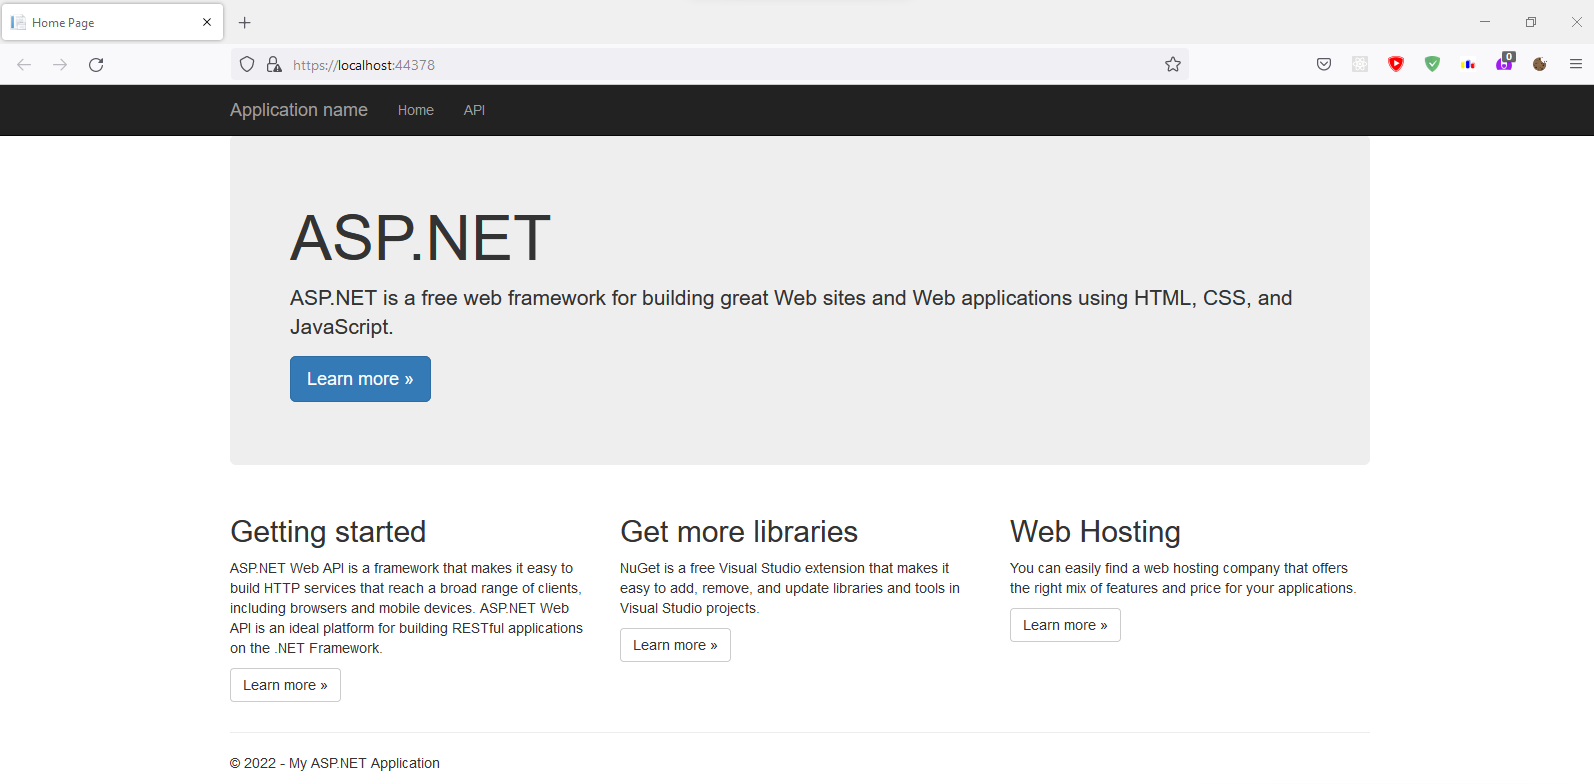 Home Page
https://localhost:44378
0
Application name Home API
ASP.NET
ASP.NET is a free web framework for building great Web sites and Web applications using HTML, CSS, and
JavaScript.
Learn more »
Getting started
ASP.NET Web API is a framework that makes it easy to
build HTTP services that reach a broad range of clients,
including browsers and mobile devices. ASP.NET Web
API is an ideal platform for building RESTful applications
on the .NET Framework.
Learn more »
Get more libraries
NuGet is a free Visual Studio extension that makes it
easy to add, remove, and update libraries and tools in
Visual Studio projects.
Learn more »
Web Hosting
You can easily find a web hosting company that offers
the right mix of features and price for your applications.
Learn more »
© 2022 - My ASP.NET Application